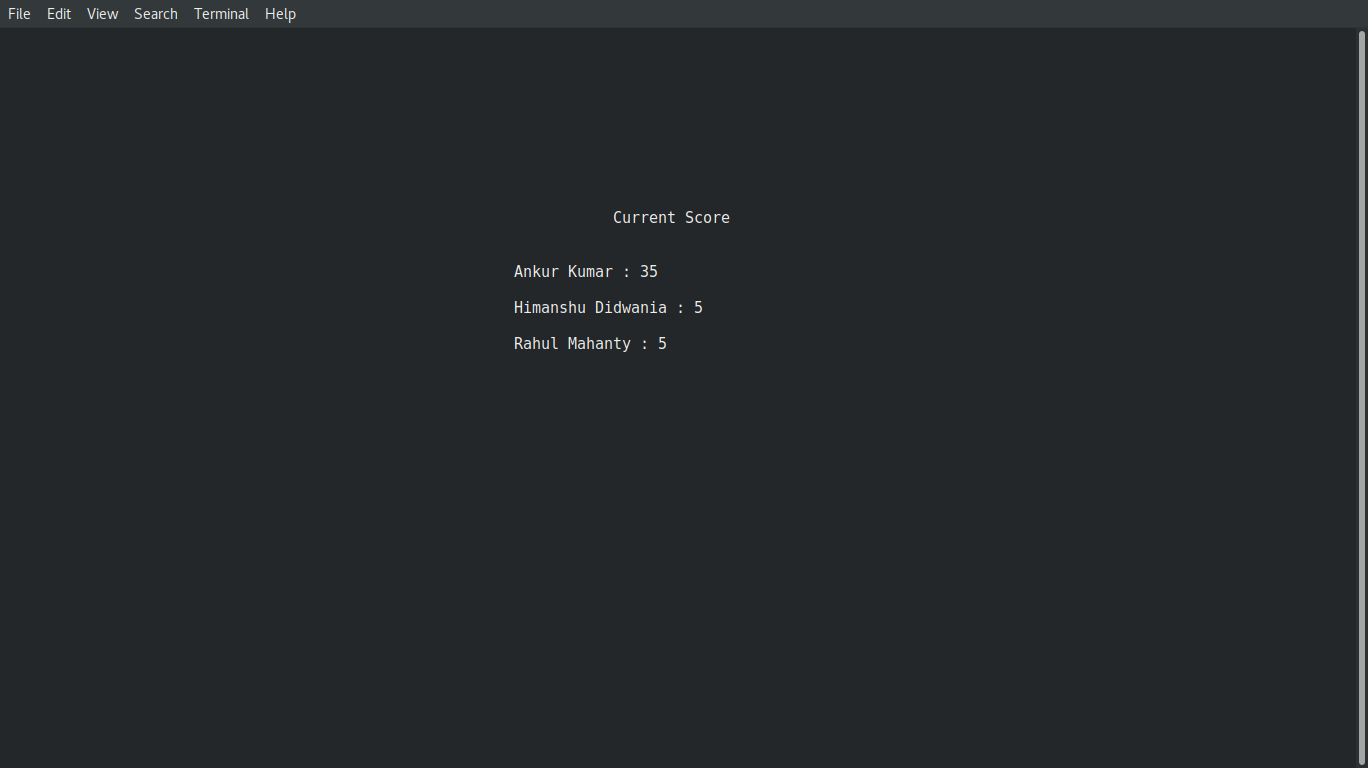 File Edit View Search Terminal Help
Current Score
Ankur Kumar : 35
Himanshu Didwania : 5
Rahul Mahanty : 5